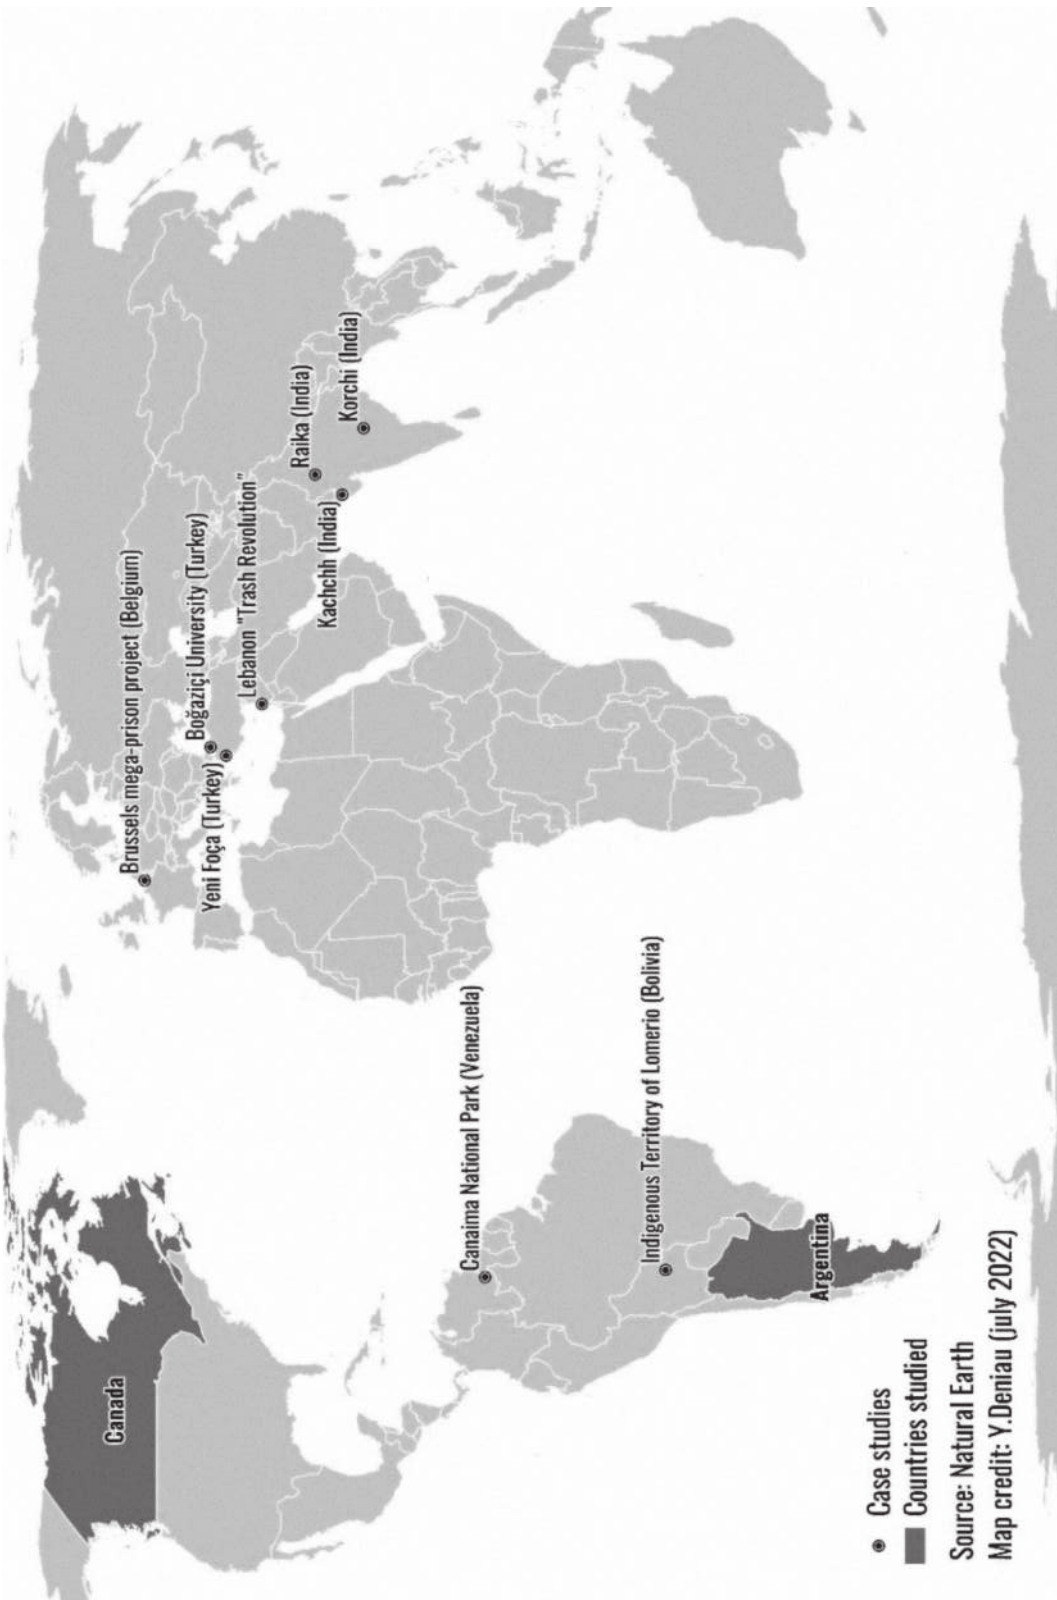 Canada
Brussels mega-prison project (Belgium)
Boğaziçi University (Turkey)
Yeni Foça (Turkey)
Lebanon "Trash Revolution"
Raika (India)
Kachchh (India)
Korchi (India)
Canaima National Park (Venezuela)
Indigenous Territory of Lomerio (Bolivia)
Argentina
Case studies
Countries studied
Source: Natural Earth
Map credit: Y.Deniau (july 2022)